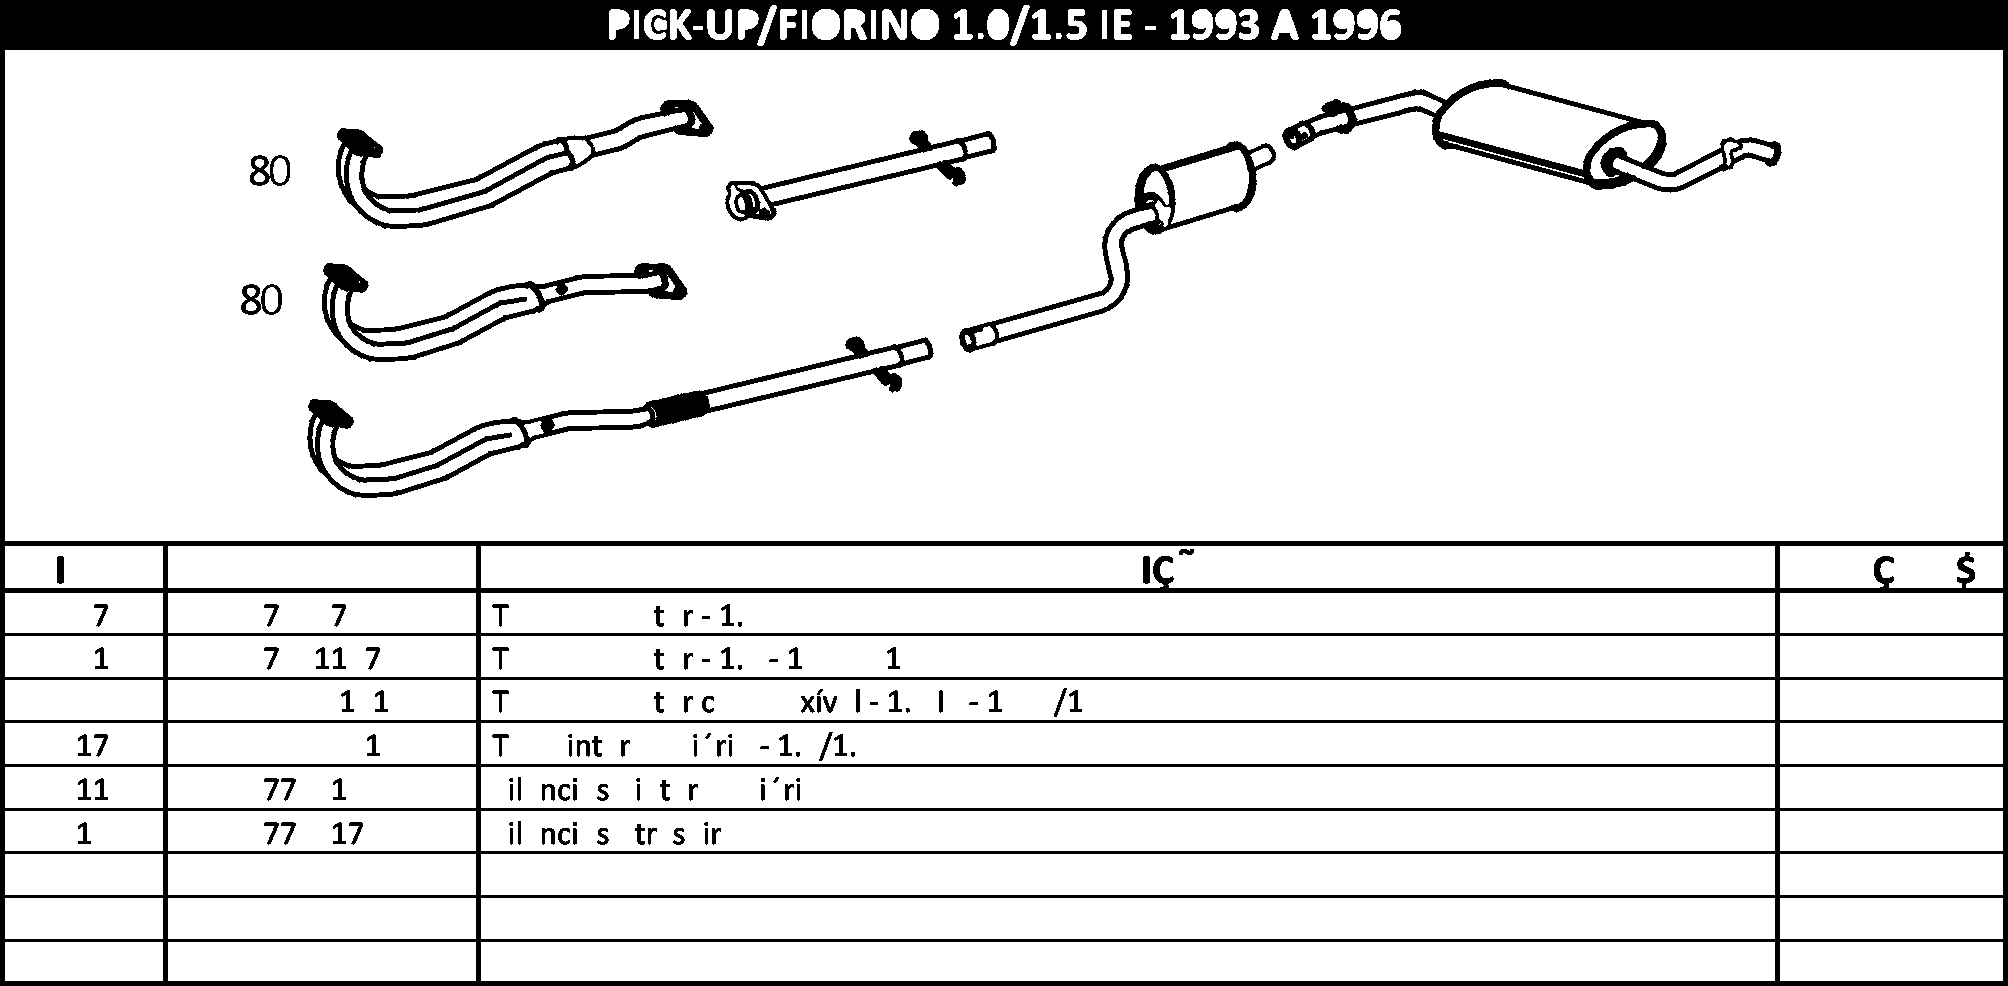 PICK-UP/FIORINO 1.0/1.5 IE - 1993 A 1996
80
80
I IÇ˜ Ç $
7 7 7 T t r - 1.
1 7 11 7 T t r - 1. - 1 1
1 1 T t r c xív l - 1. I - 1 /1
17 1 T int r i´ri - 1. /1.
11 77 1 il nci s i t r i´ri
1 77 17 il nci s tr s ir